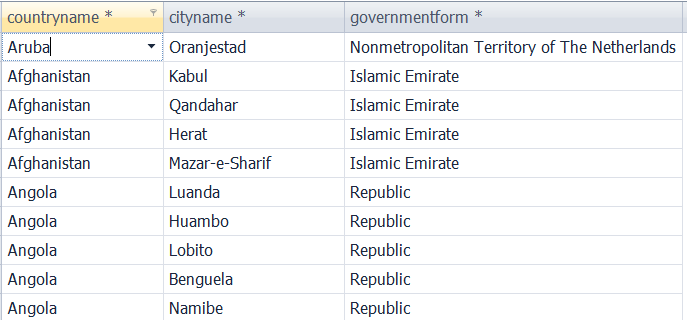 countryname * cityname * governmentform *
Aruba Oranjestad Nonmetropolitan Territory of The Netherlands
Afghanistan Kabul Islamic Emirate
Afghanistan Qandahar Islamic Emirate
Afghanistan Herat Islamic Emirate
Afghanistan Mazar-e-Sharif Islamic Emirate
Angola Luanda Republic
Angola Huambo Republic
Angola Lobito Republic
Angola Benguela Republic
Angola Namibe Republic